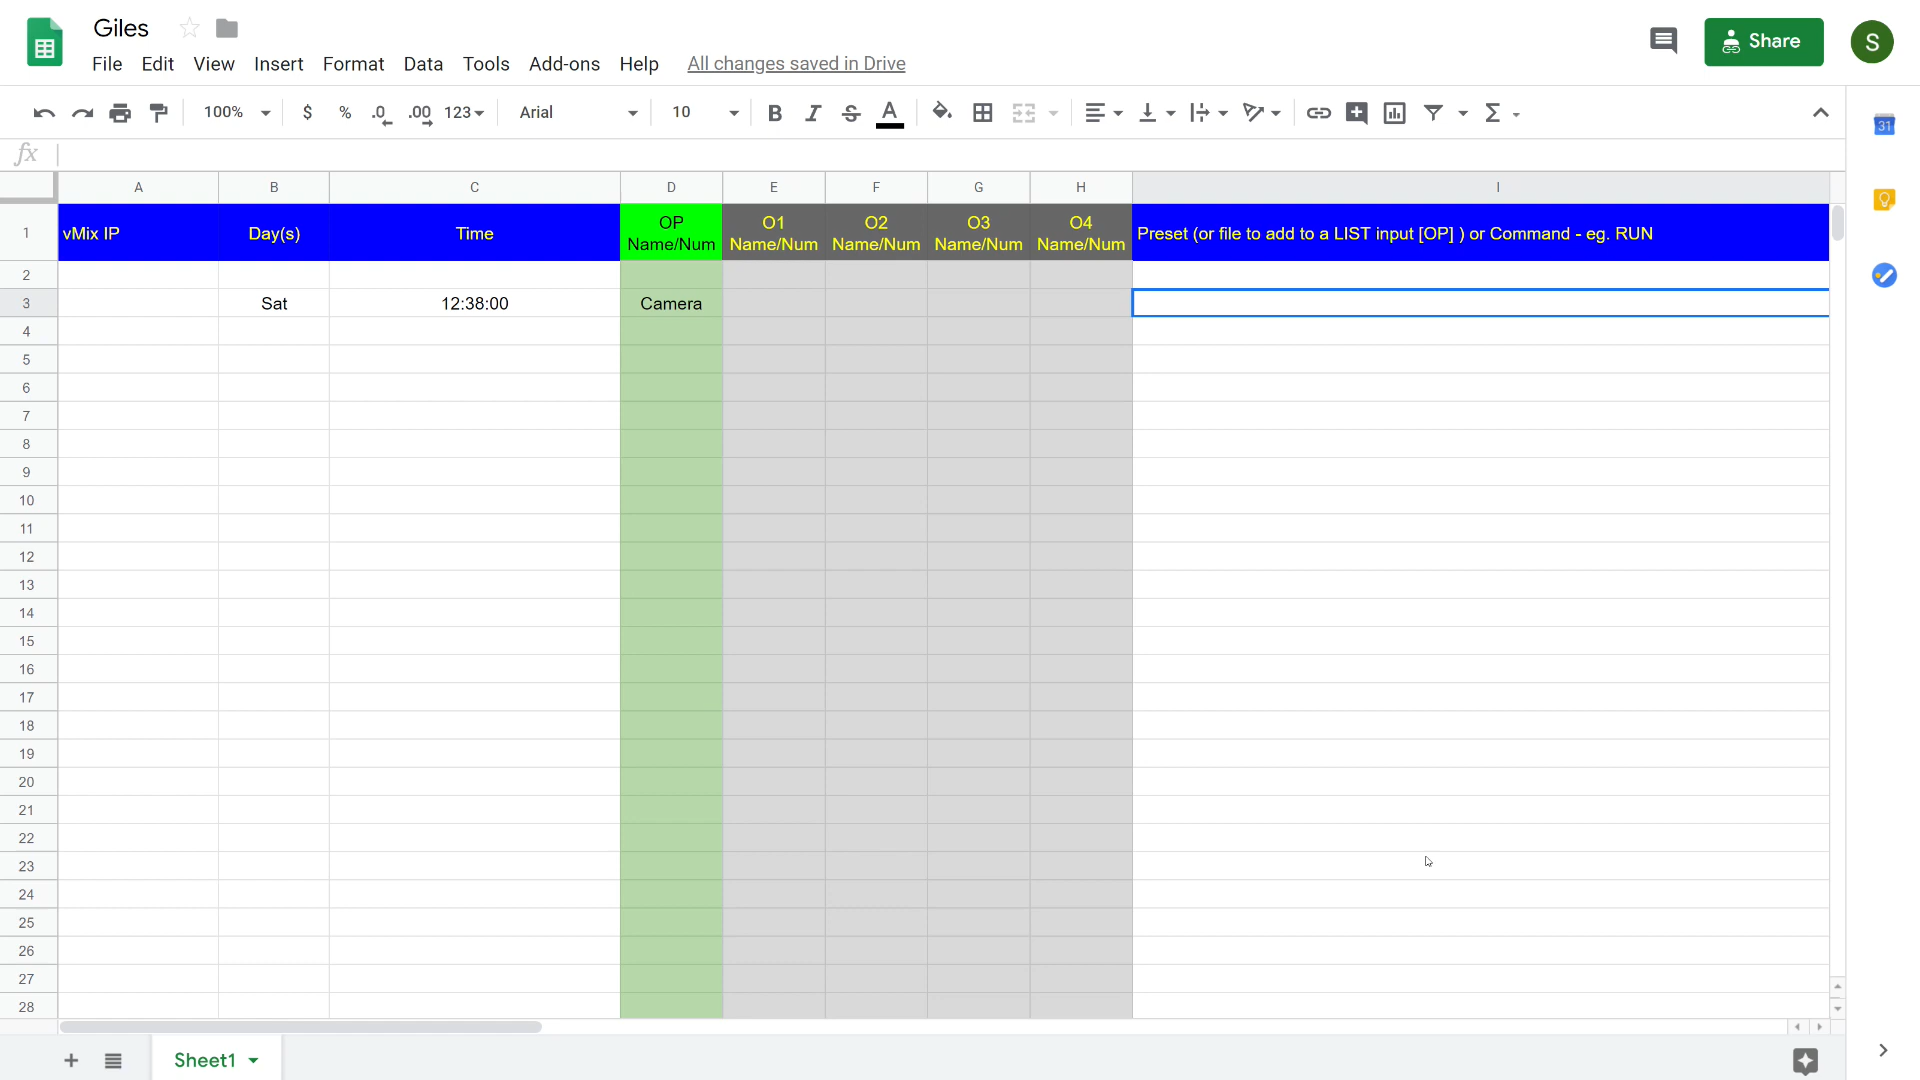 Giles
File Edit View Insert Format Data Tools Add-ons Help All changes saved in Drive
Share
S
100% $ % .0 .00 123 Arial 10 B I S A Σ
31
fx
A B C D E F G H I
1
vMix IP
Day(s)
Time
OP
Name/Num
O1
Name/Num
O2
Name/Num
O3
Name/Num
O4
Name/Num
Preset (or file to add to a LIST input [OP] ) or Command - eg. RUN
2
3 Sat 12:38:00 Camera
4
5
6
7
8
9
10
11
12
13
14
15
16
17
18
19
20
21
22
23
24
25
26
27
28
Sheet1